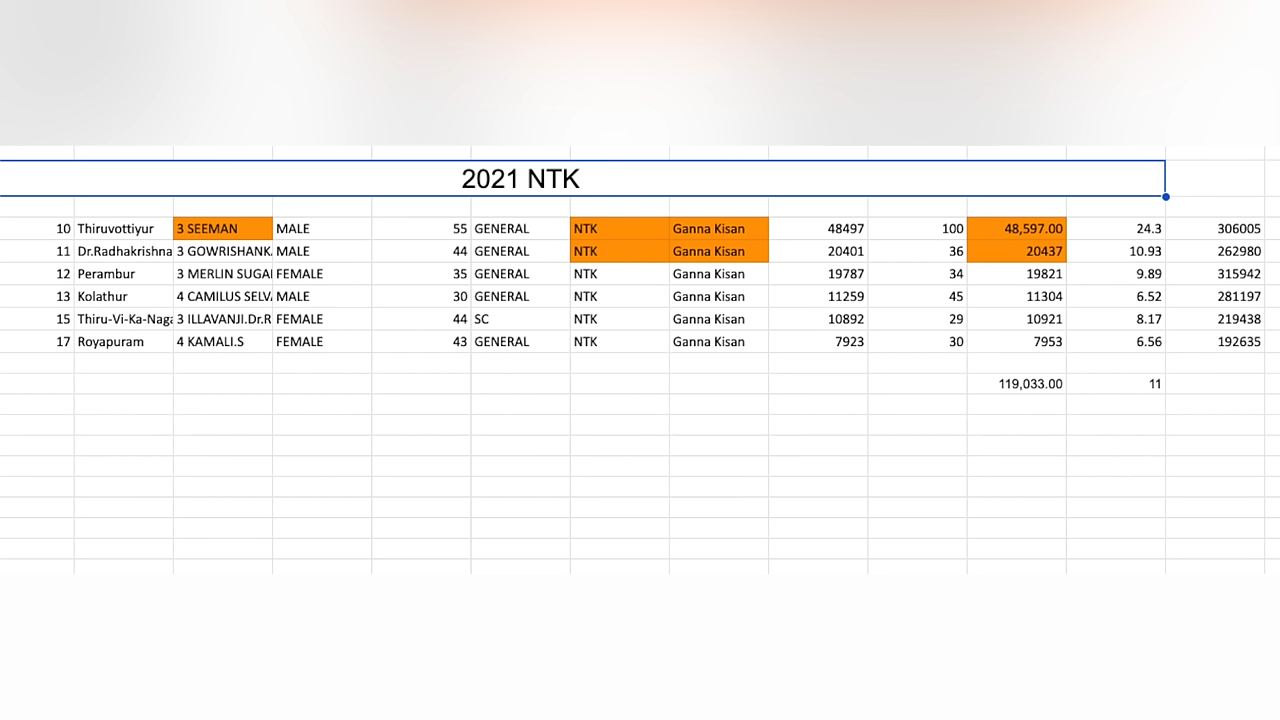 2021 NTK
10 Thiruvottiyur 3 SEEMAN MALE 55 GENERAL NTK Ganna Kisan 48497 100 48,597.00 24.3 306005
11 Dr.Radhakrishna 3 GOWRISHANK MALE 44 GENERAL NTK Ganna Kisan 20401 36 20437 10.93 262980
12 Perambur 3 MERLIN SUGA FEMALE 35 GENERAL NTK Ganna Kisan 19787 34 19821 9.89 315942
13 Kolathur 4 CAMILUS SELV MALE 30 GENERAL NTK Ganna Kisan 11259 45 11304 6.52 281197
15 Thiru-Vi-Ka-Naga 3 ILLAVANJI.Dr.R FEMALE 44 SC NTK Ganna Kisan 10892 29 10921 8.17 219438
17 Royapuram 4 KAMALI.S FEMALE 43 GENERAL NTK Ganna Kisan 7923 30 7953 6.56 192635
119,033.00 11